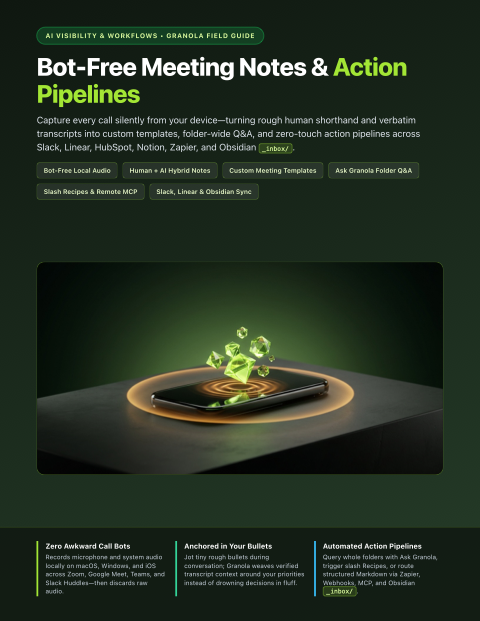 AI VISIBILITY & WORKFLOWS • GRANOLA FIELD GUIDE
Bot-Free Meeting Notes & Action
Pipelines
Capture every call silently from your device—turning rough human shorthand and verbatim
transcripts into custom templates, folder-wide Q&A, and zero-touch action pipelines across
Slack, Linear, HubSpot, Notion, Zapier, and Obsidian _inbox/.
Bot-Free Local Audio
Human + AI Hybrid Notes
Custom Meeting Templates
Ask Granola Folder Q&A
Slash Recipes & Remote MCP
Slack, Linear & Obsidian Sync
Zero Awkward Call Bots
Records microphone and system audio
locally on macOS, Windows, and iOS
across Zoom, Google Meet, Teams, and
Slack Huddles—then discards raw
audio.
Anchored in Your Bullets
Jot tiny rough bullets during
conversation; Granola weaves verified
transcript context around your priorities
instead of drowning decisions in fluff.
Automated Action Pipelines
Query whole folders with Ask Granola,
trigger slash Recipes, or route
structured Markdown via Zapier,
Webhooks, MCP, and Obsidian
_inbox/.